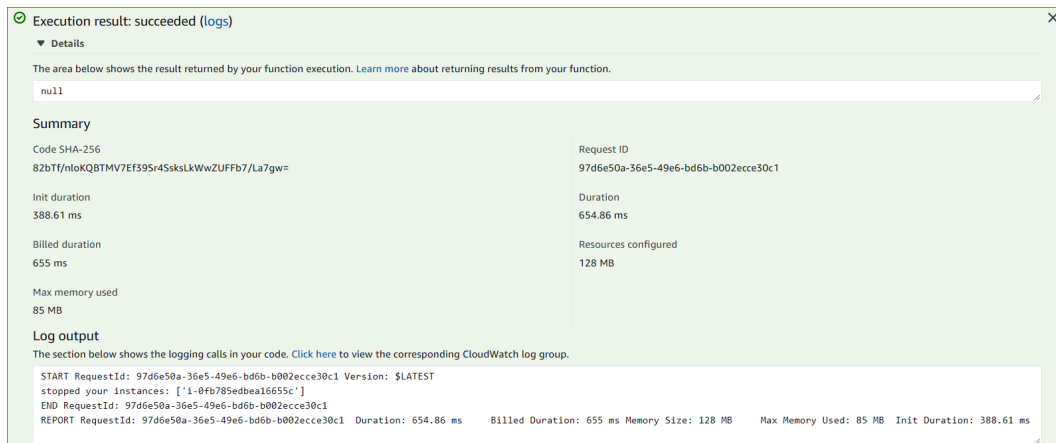 Execution result: succeeded (logs)
Details
The area below shows the result returned by your function execution. Learn more about returning results from your function.
null
Summary
Code SHA-256
82bTf/nloKQBTMV7Ef39Sr4SsksLkWwZUFFb7/La7gw=
Request ID
97d6e50a-36e5-49e6-bd6b-b002ecce30c1
Init duration
388.61 ms
Duration
654.86 ms
Billed duration
655 ms
Resources configured
128 MB
Max memory used
85 MB
Log output
The section below shows the logging calls in your code. Click here to view the corresponding CloudWatch log group.
START RequestId: 97d6e50a-36e5-49e6-bd6b-b002ecce30c1 Version: $LATEST
stopped your instances: ['i-0fb785edbea16655c']
END RequestId: 97d6e50a-36e5-49e6-bd6b-b002ecce30c1
REPORT RequestId: 97d6e50a-36e5-49e6-bd6b-b002ecce30c1 Duration: 654.86 ms Billed Duration: 655 ms Memory Size: 128 MB Max Memory Used: 85 MB Init Duration: 388.61 ms